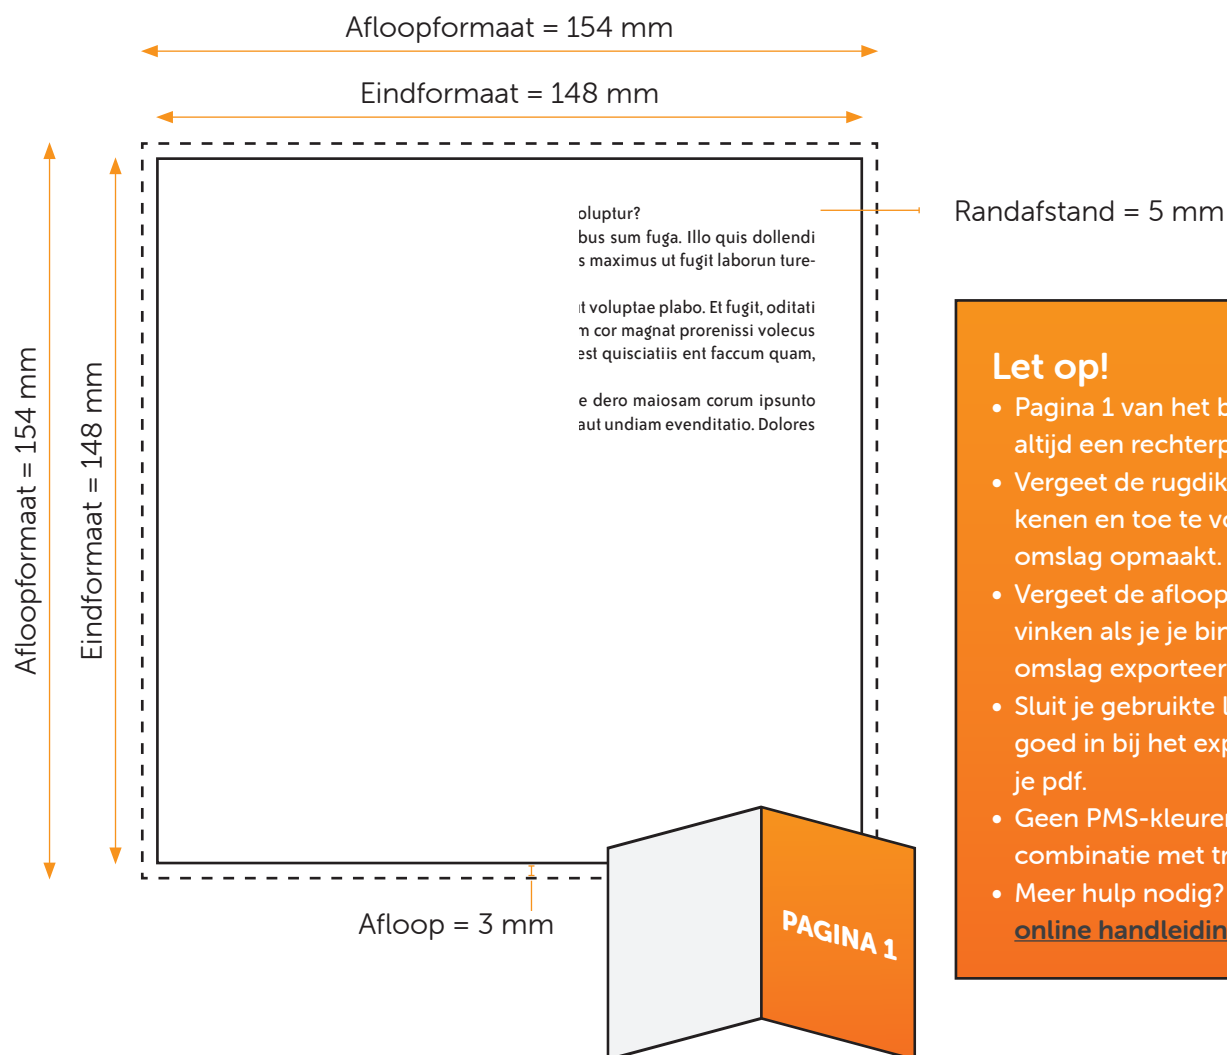 Afloopformaat = 154 mm
Eindformaat = 148 mm
Afloopformaat = 154 mm
Eindformaat = 148 mm
oluptur?
bus sum fuga. Illo quis dollendi
s maximus ut fugit laborun ture-
t voluptae plabo. Et fugit, oditati
m cor magnat prorenissi volecus
est quisciatiis ent faccum quam,
e dero maiosam corum ipsunto
aut undiam evenditatio. Dolores
Randafstand = 5 mm
Let op!
• Pagina 1 van het b
altijd een rechterp
• Vergeet de rugdik
kenen en toe te vo
omslag opmaakt.
• Vergeet de afloop
vinken als je je bin
omslag exporteer
• Sluit je gebruikte l
goed in bij het exp
je pdf.
• Geen PMS-kleuren
combinatie met tr
• Meer hulp nodig?
online handleidin
Afloop = 3 mm
PAGINA 1